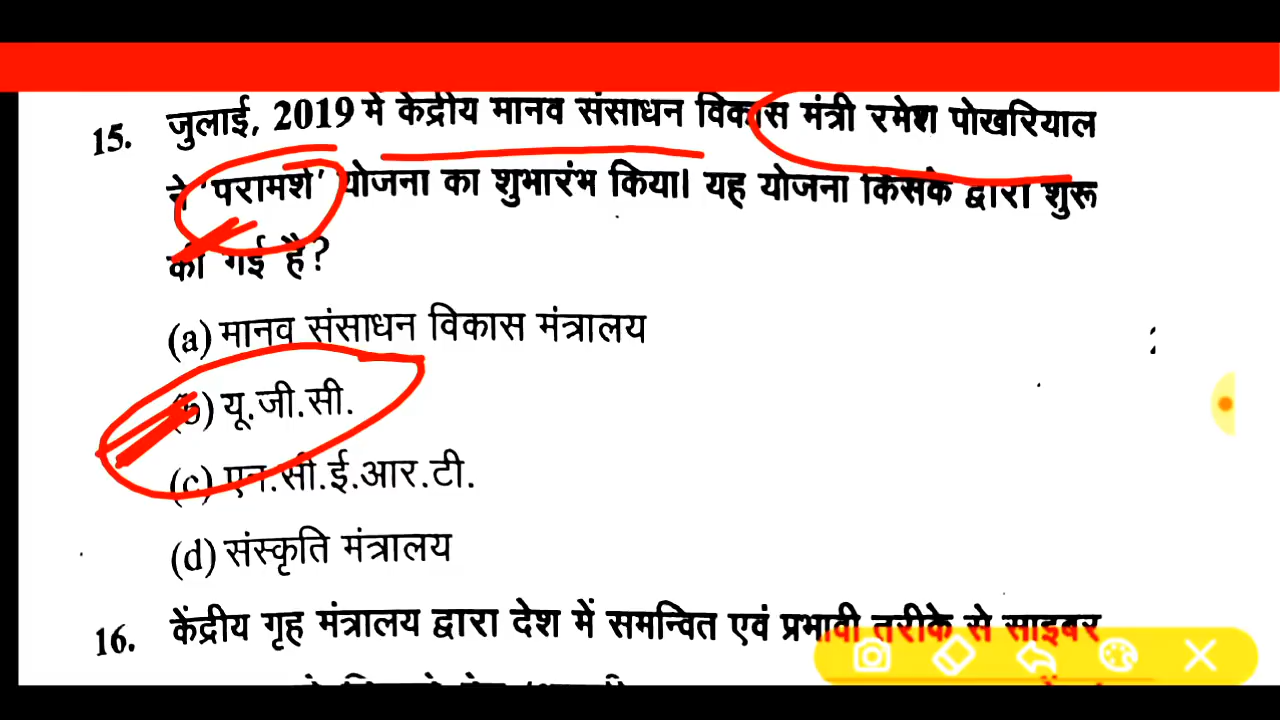 15. जुलाई, 2019 में केंद्रीय मानव संसाधन विकास मंत्री रमेश पोखरियाल
ने 'परामर्श' योजना का शुभारंभ किया। यह योजना किसके द्वारा शुरू
की गई है?
(a) मानव संसाधन विकास मंत्रालय
(b) यू.जी.सी.
(c) एन.सी.ई.आर.टी.
(d) संस्कृति मंत्रालय
16. केंद्रीय गृह मंत्रालय द्वारा देश में समन्वित एवं प्रभावी तरीके से साइबर